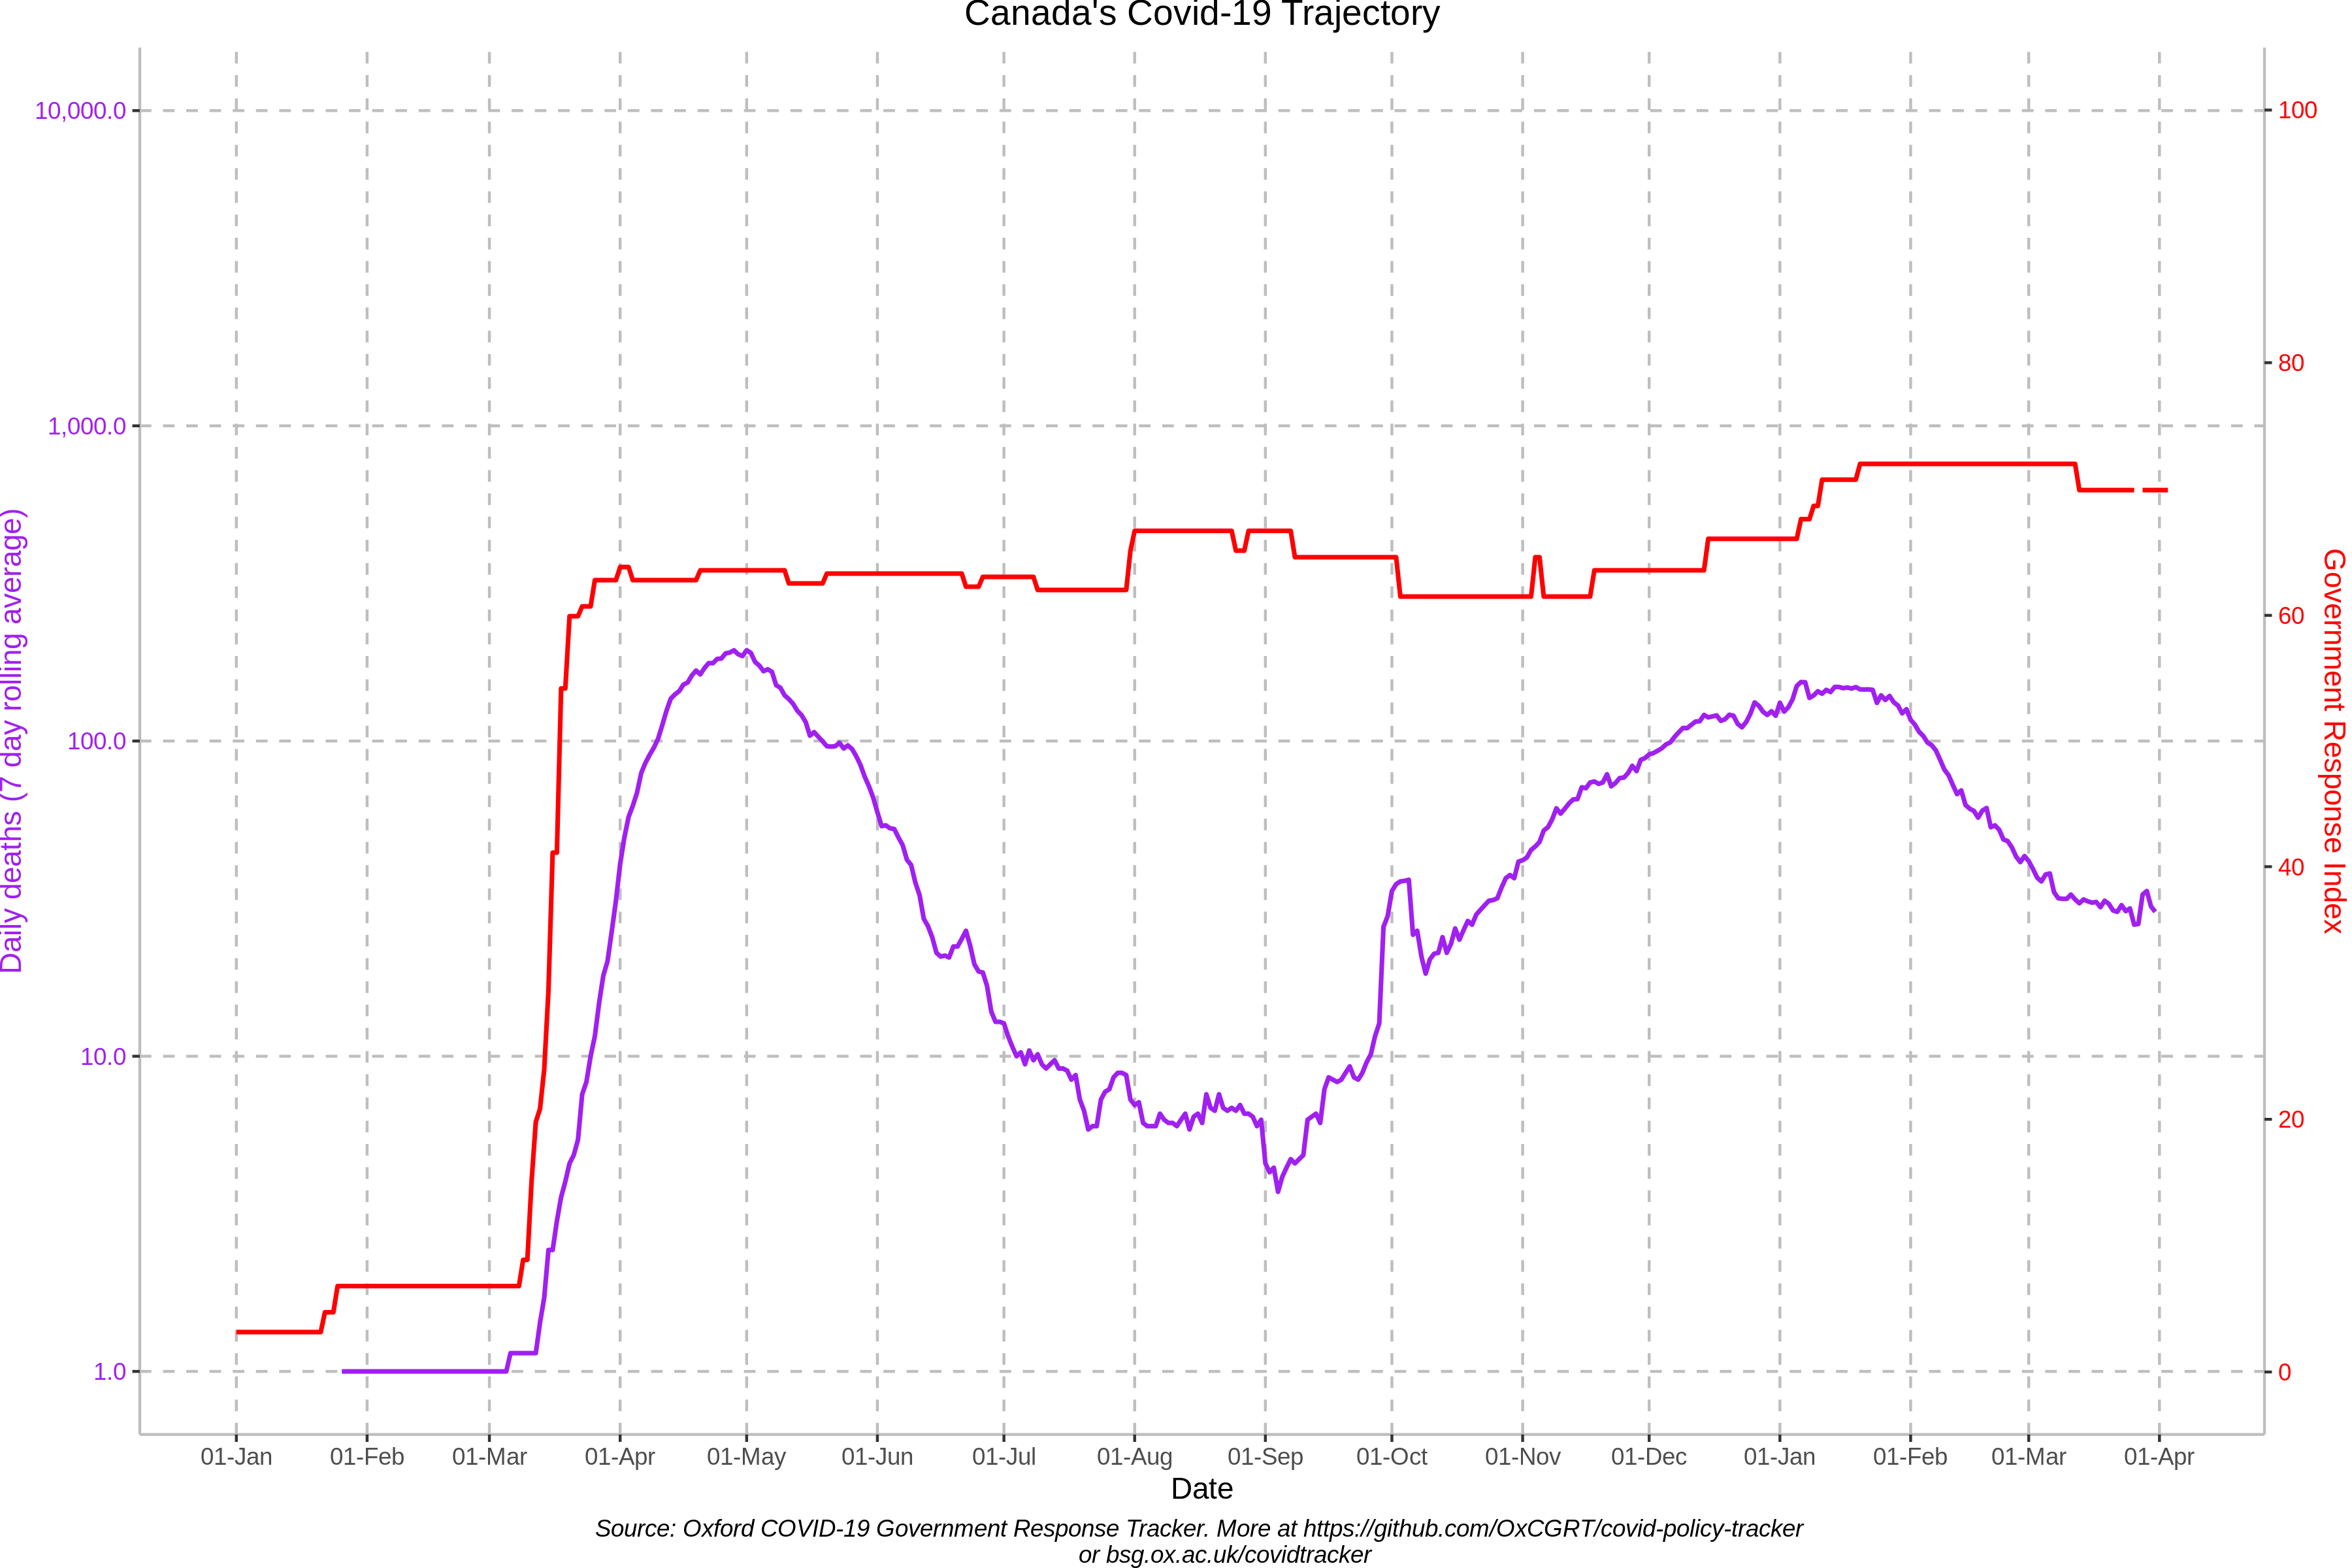 Canada's Covid-19 Trajectory
10,000.0
1,000.0
100.0
10.0
1.0
Daily deaths (7 day rolling average)
100
80
60
40
20
0
Government Response Index
01-Jan 01-Feb 01-Mar 01-Apr 01-May 01-Jun 01-Jul 01-Aug 01-Sep 01-Oct 01-Nov 01-Dec 01-Jan 01-Feb 01-Mar 01-Apr
Date
Source: Oxford COVID-19 Government Response Tracker. More at https://github.com/OxCGRT/covid-policy-tracker
or bsg.ox.ac.uk/covidtracker